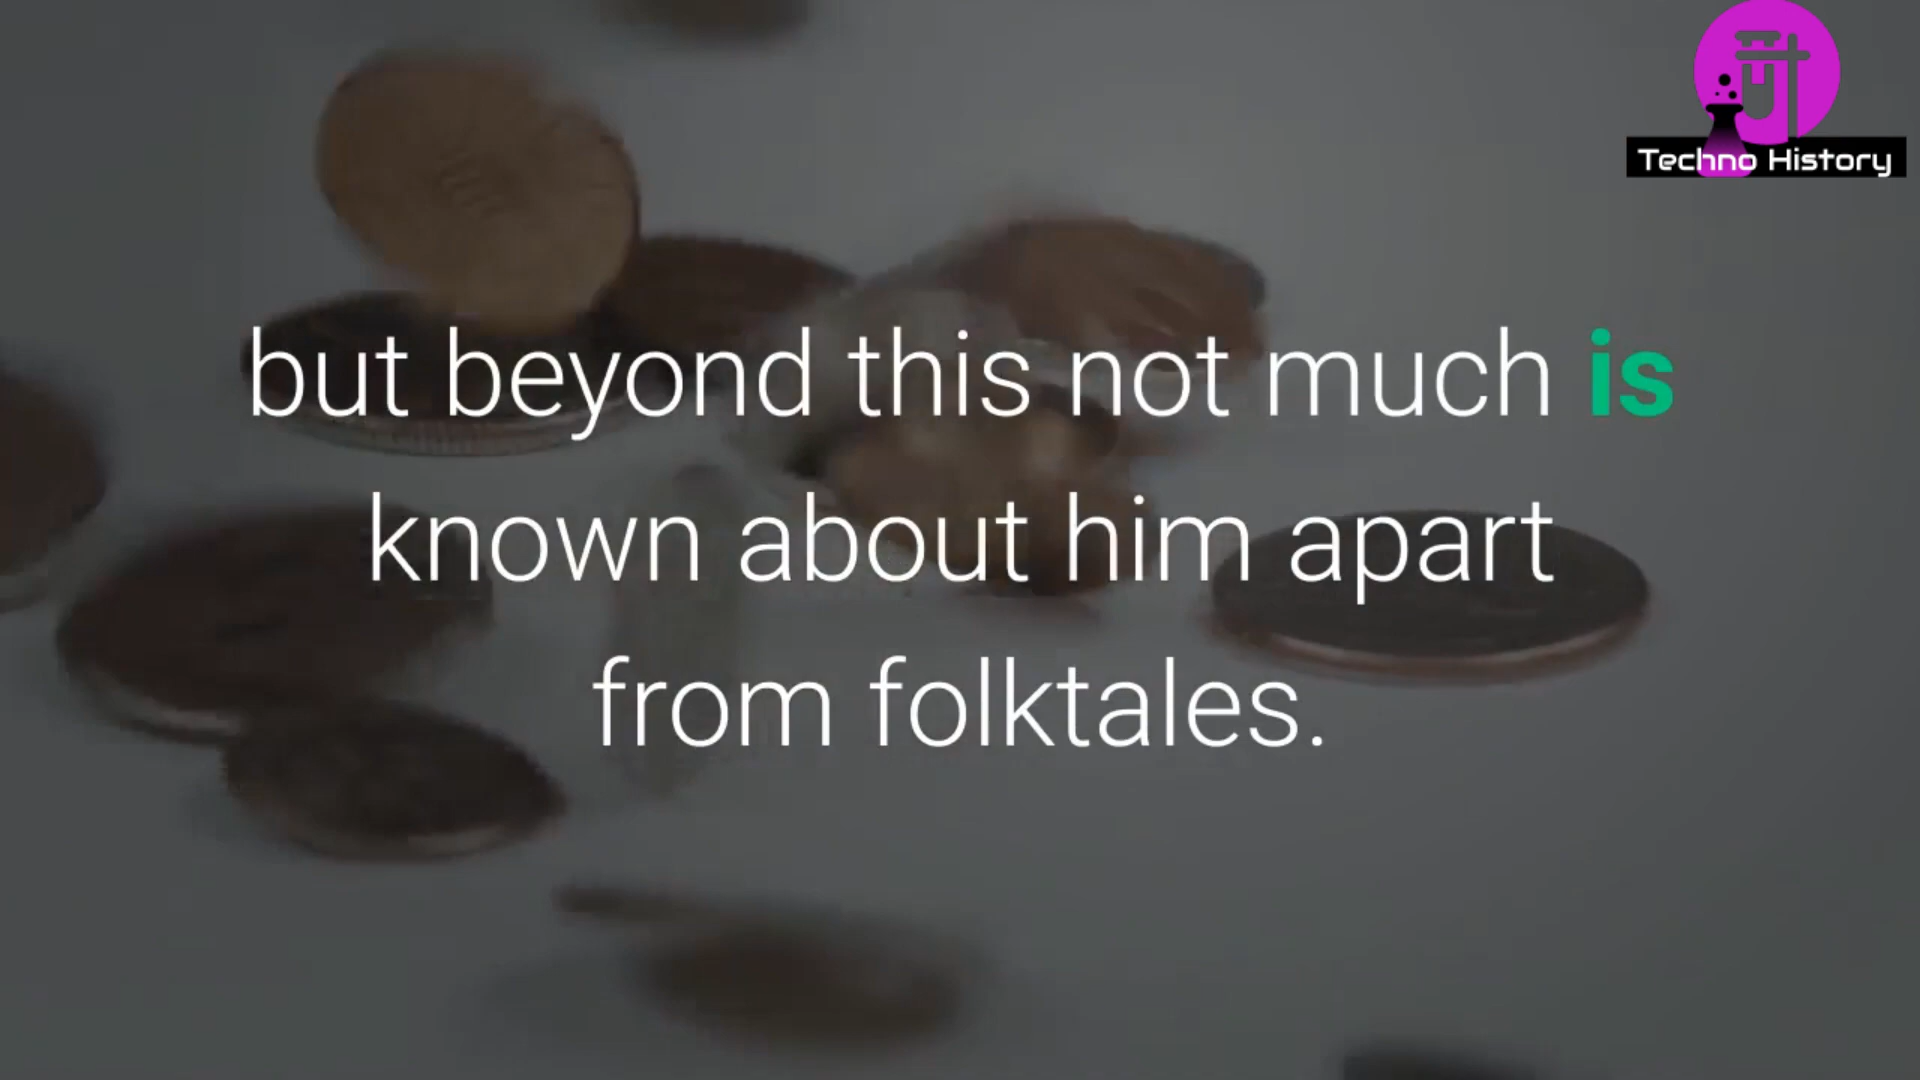 Techno History
but beyond this not much is
known about him apart
from folktales.